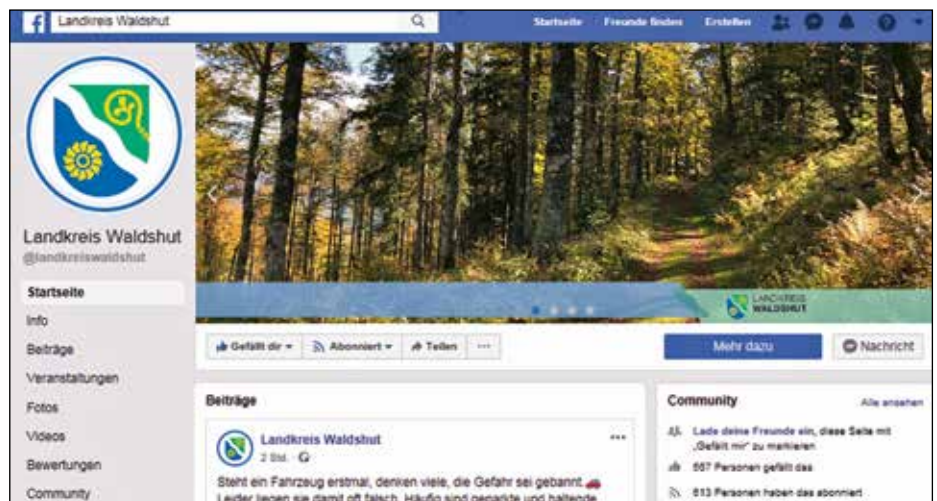 Landkreis Waldshut
Startseite Freunde finden Erstellen
Landkreis Waldshut
@landkreiswaldshut
Startseite
Info
Beiträge
Veranstaltungen
Fotos
Videos
Bewertungen
Community
LANDKREIS
WALDSHUT
Gefällt dir Abonniert Teilen ...
Mehr dazu
Nachricht
Beiträge
Landkreis Waldshut
2 Std. ·
Steht ein Fahrzeug erstmal, denken viele, die Gefahr sei gebannt.
Leider liegen sie damit oft falsch. Häufig sind geparkte und haltende
Community Alle ansehen
Lade deine Freunde ein, diese Seite mit
„Gefällt mir“ zu markieren
567 Personen gefällt das
613 Personen haben das abonniert